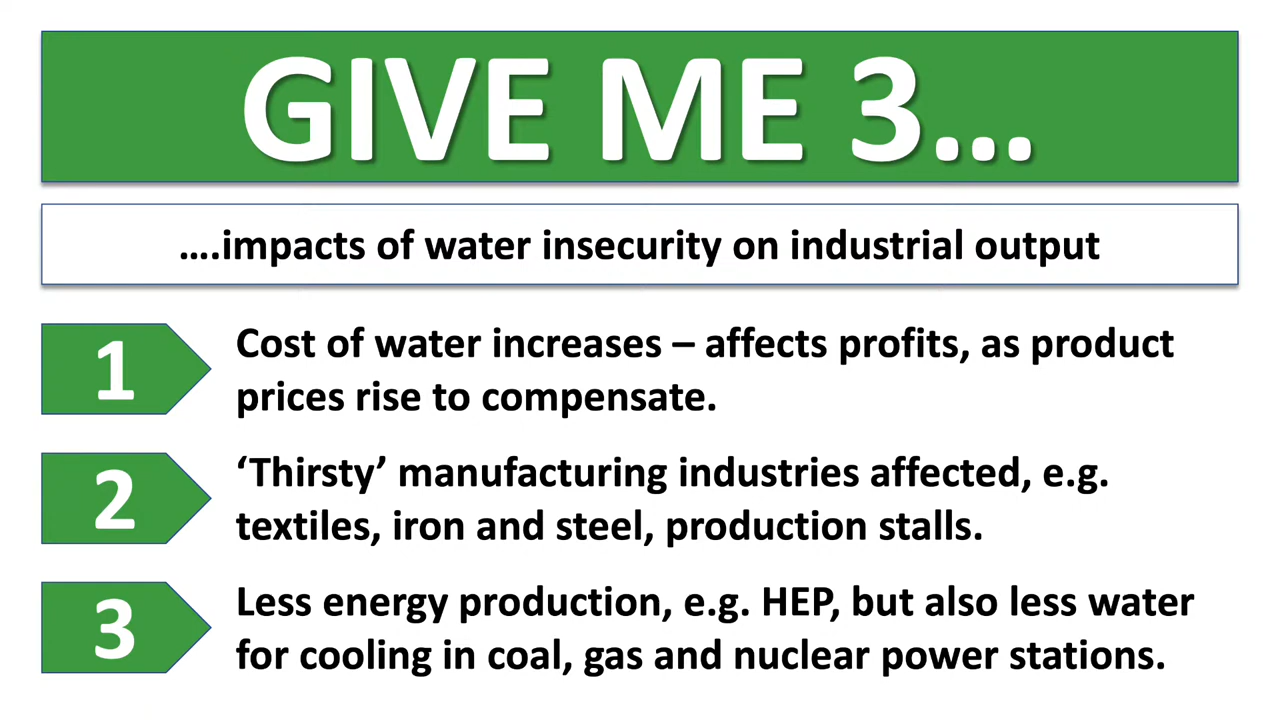 GIVE ME 3...
....impacts of water insecurity on industrial output
1
Cost of water increases – affects profits, as product
prices rise to compensate.
2
‘Thirsty’ manufacturing industries affected, e.g.
textiles, iron and steel, production stalls.
3
Less energy production, e.g. HEP, but also less water
for cooling in coal, gas and nuclear power stations.